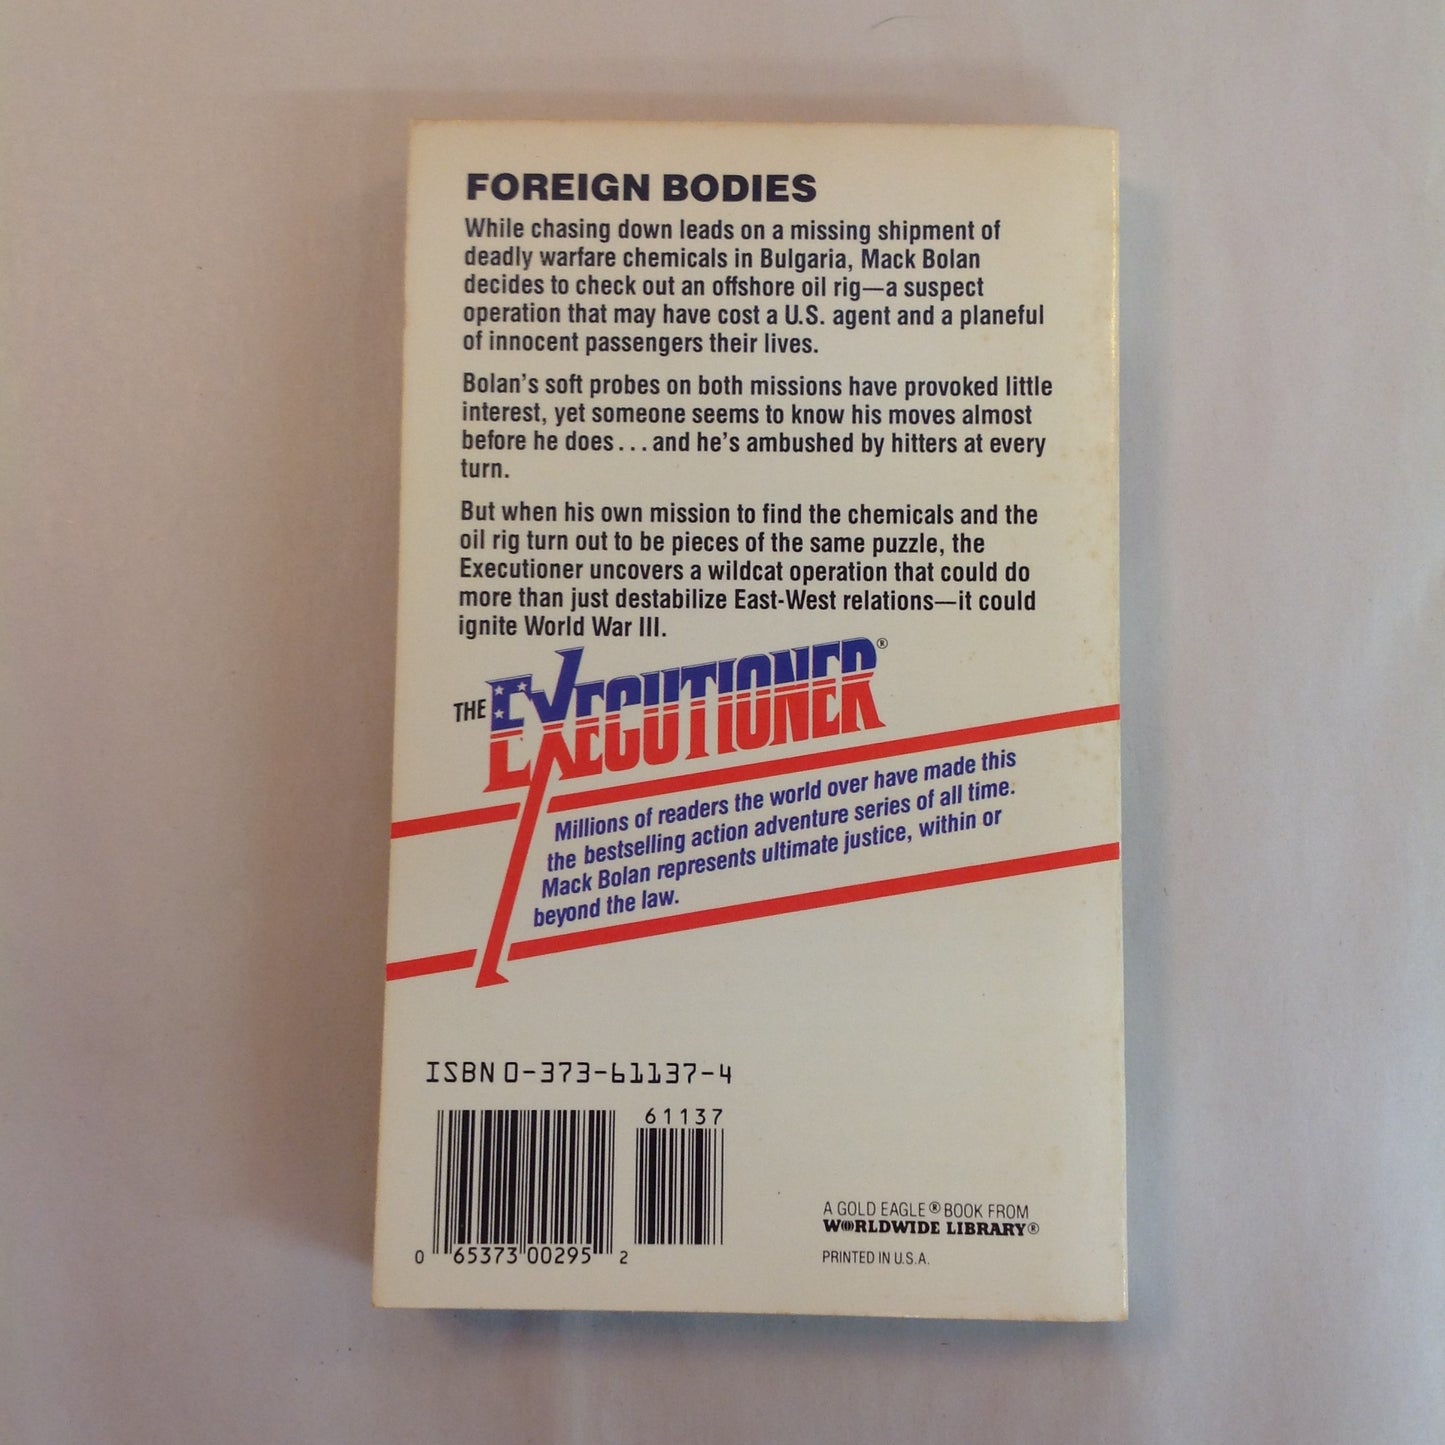 FOREIGN BODIES
While chasing down leads on a missing shipment of
deadly warfare chemicals in Bulgaria, Mack Bolan
decides to check out an offshore oil rig—a suspect
operation that may have cost a U.S. agent and a planeful
of innocent passengers their lives.
Bolan's soft probes on both missions have provoked little
interest, yet someone seems to know his moves almost
before he does...and he's ambushed by hitters at every
turn.
But when his own mission to find the chemicals and the
oil rig turn out to be pieces of the same puzzle, the
Executioner uncovers a wildcat operation that could do
more than just destabilize East-West relations—it could
ignite World War III.
THE EXECUTIONER®
Millions of readers the world over have made this
the bestselling action adventure series of all time.
Mack Bolan represents ultimate justice, within or
beyond the law.
ISBN 0-373-61137-4
61137
0 65373 00295 2
A GOLD EAGLE® BOOK FROM
WORLDWIDE LIBRARY®
PRINTED IN U.S.A.